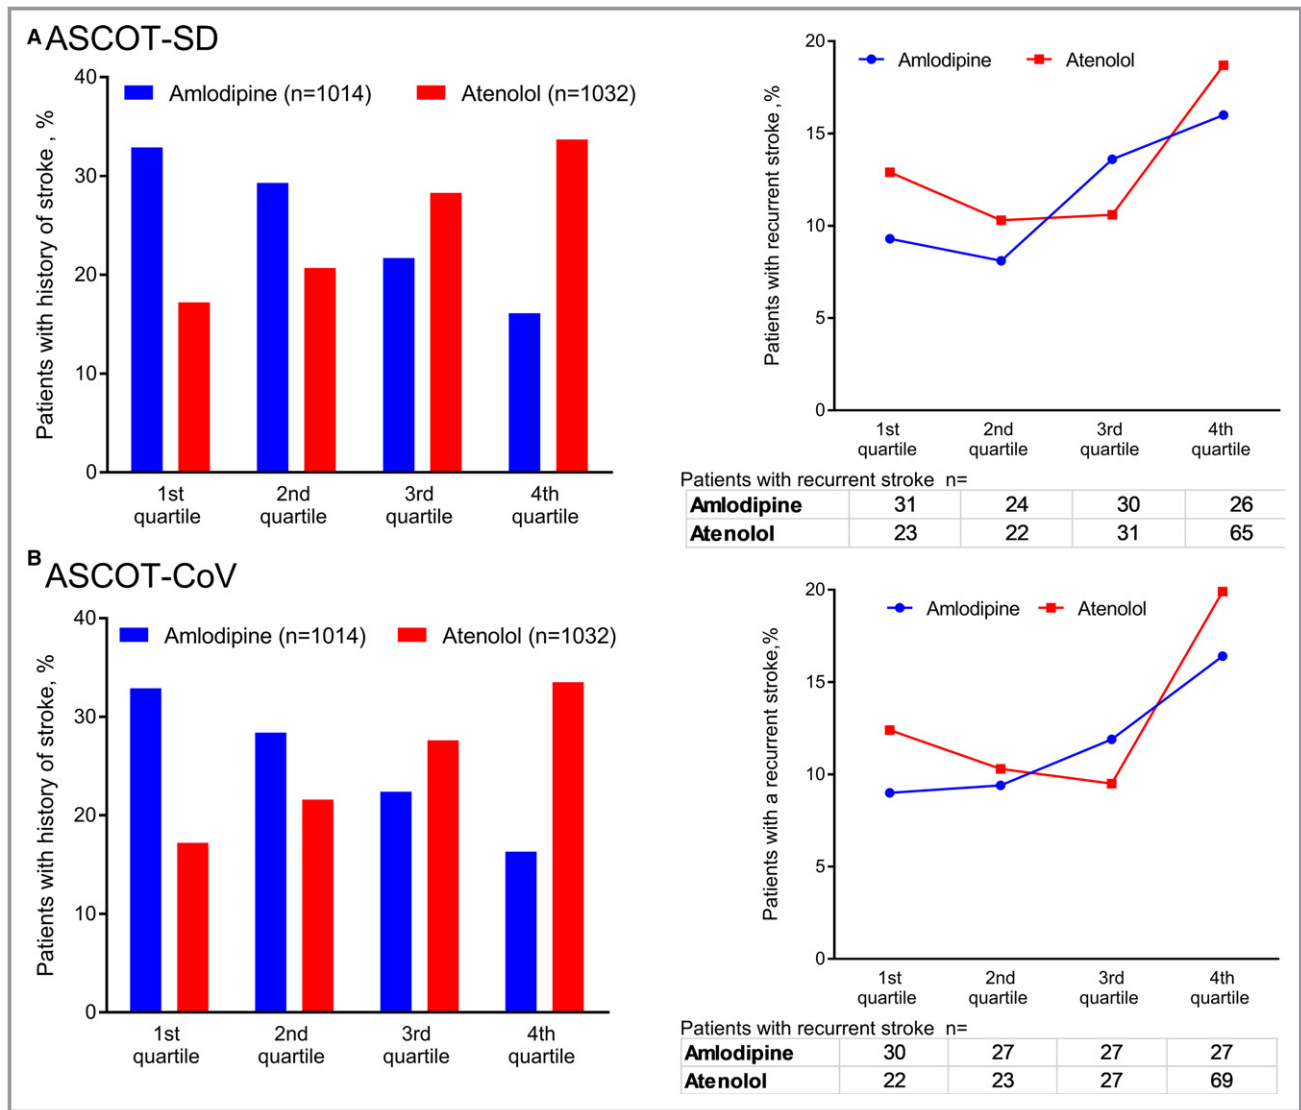 A ASCOT-SD
40
30
20
10
0
Patients with history of stroke , %
Amlodipine (n=1014)
Atenolol (n=1032)
1st quartile
2nd quartile
3rd quartile
4th quartile
20
15
10
5
0
Patients with recurrent stroke , %
Amlodipine
Atenolol
1st quartile
2nd quartile
3rd quartile
4th quartile
Patients with recurrent stroke n=
Amlodipine 31 24 30 26
Atenolol 23 22 31 65
B ASCOT-CoV
40
30
20
10
0
Patients with history of stroke, %
Amlodipine (n=1014)
Atenolol (n=1032)
1st quartile
2nd quartile
3rd quartile
4th quartile
20
15
10
5
0
Patients with a recurrent stroke,%
Amlodipine
Atenolol
1st quartile
2nd quartile
3rd quartile
4th quartile
Patients with recurrent stroke n=
Amlodipine 30 27 27 27
Atenolol 22 23 27 69